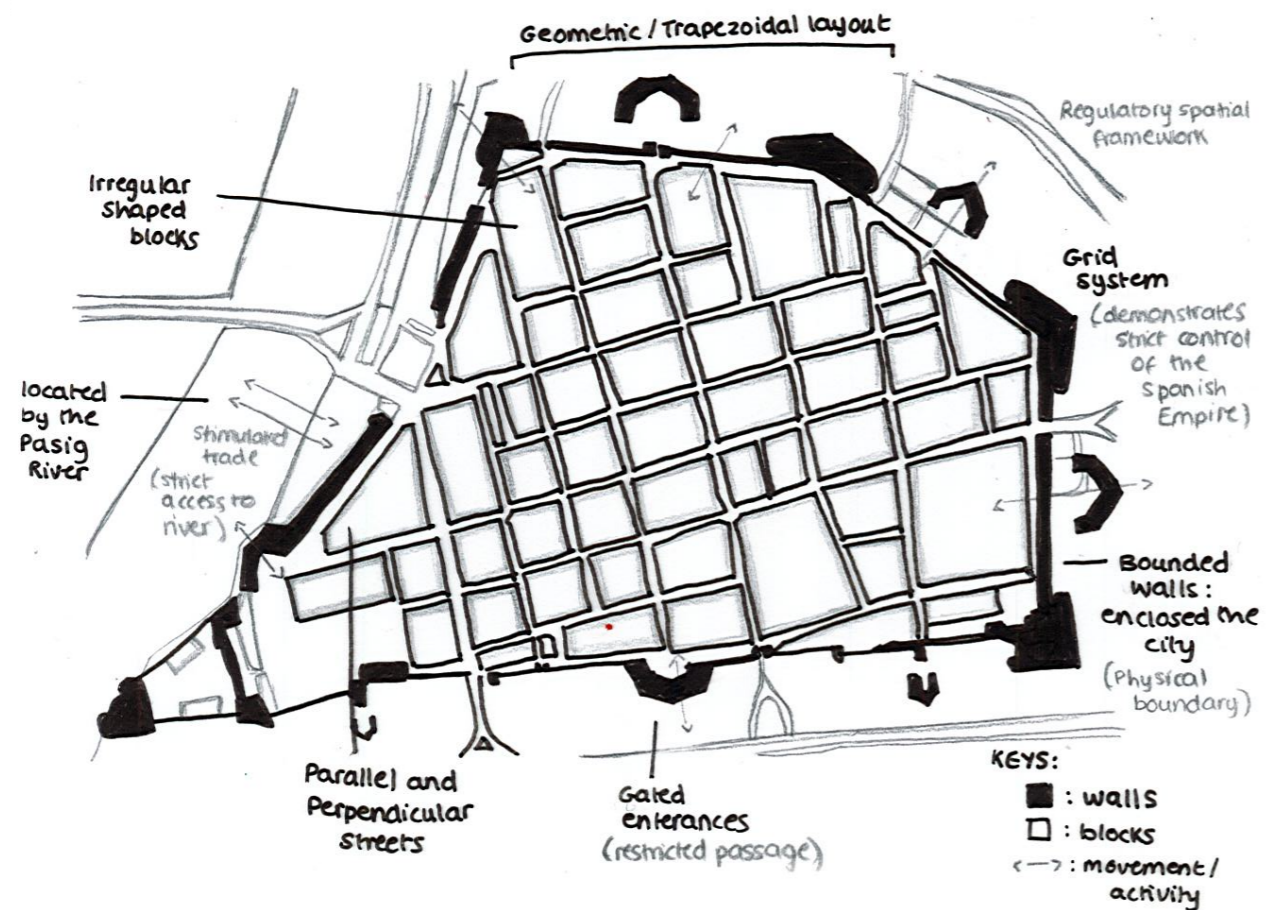 Geometric / Trapezoidal layout
Regulatory spatial
framework
Irregular
shaped
blocks
Grid
system
(demonstrates
strict control
of the
Spanish
Empire)
located
by the
Pasig
River
Stimulard
trade
(strict
access to
river)
Bounded
walls:
enclosed the
city
(Physical
boundary)
Parallel and
Perpendicular
streets
Gated
enterances
(restricted passage)
KEYS:
: walls
: blocks
: movement/
activity